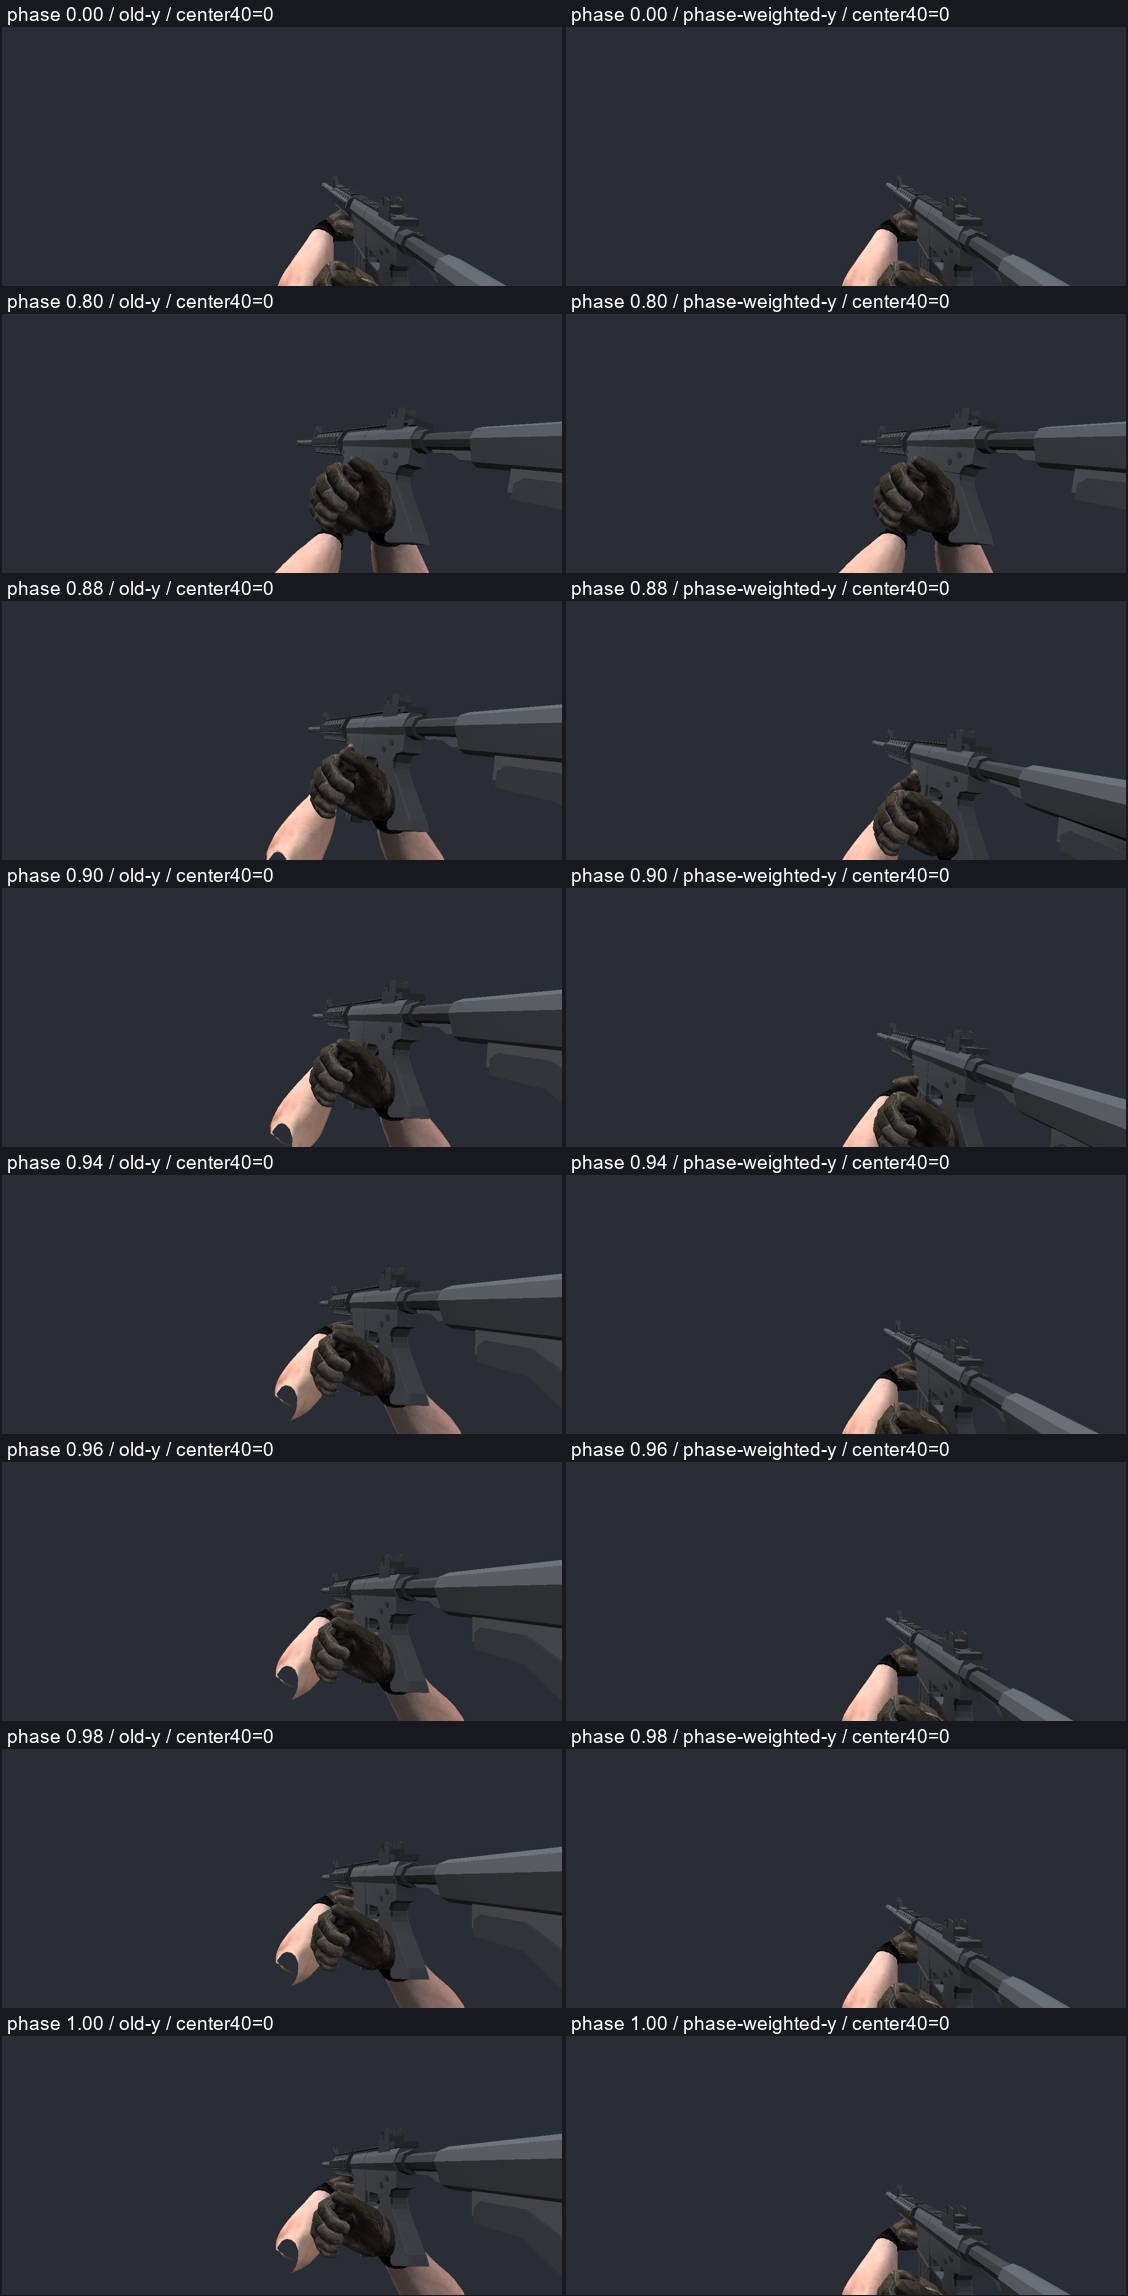 phase 0.00 / old-y / center40=0
phase 0.00 / phase-weighted-y / center40=0
phase 0.80 / old-y / center40=0
phase 0.80 / phase-weighted-y / center40=0
phase 0.88 / old-y / center40=0
phase 0.88 / phase-weighted-y / center40=0
phase 0.90 / old-y / center40=0
phase 0.90 / phase-weighted-y / center40=0
phase 0.94 / old-y / center40=0
phase 0.94 / phase-weighted-y / center40=0
phase 0.96 / old-y / center40=0
phase 0.96 / phase-weighted-y / center40=0
phase 0.98 / old-y / center40=0
phase 0.98 / phase-weighted-y / center40=0
phase 1.00 / old-y / center40=0
phase 1.00 / phase-weighted-y / center40=0